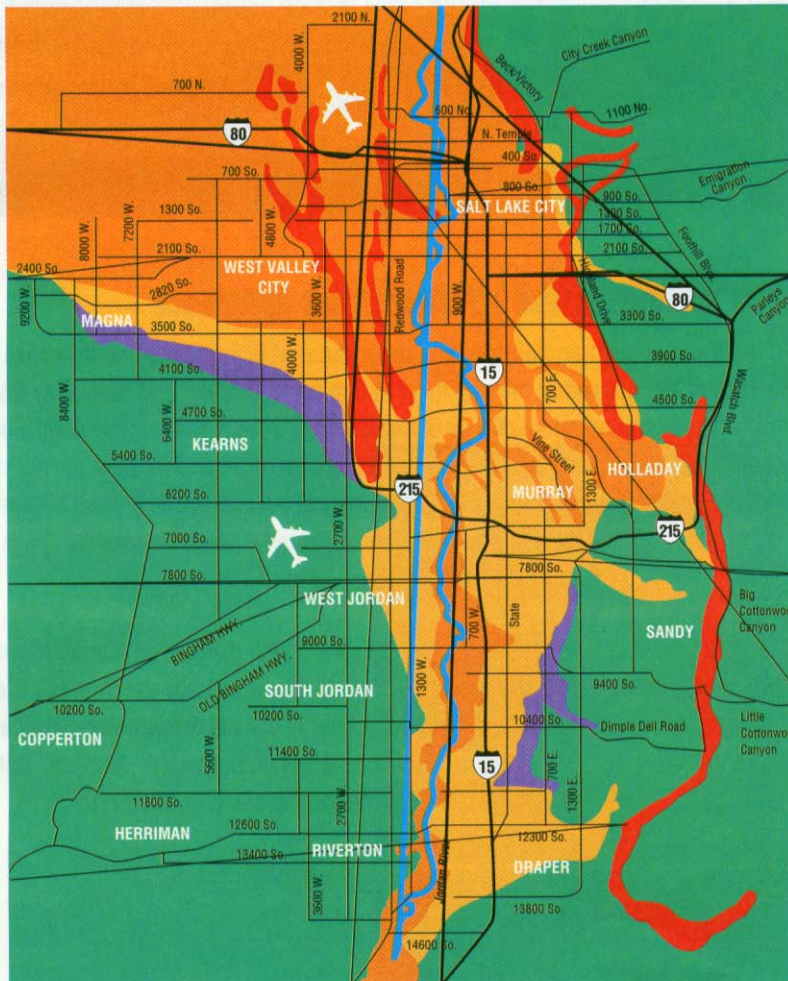 2100 N.
4000 W.
City Creek Canyon
Beck/Victory
700 N.
600 No.
1100 No.
80
N. Temple
400 So.
700 So.
800 So.
Emigration Canyon
SALT LAKE CITY
900 So.
1300 So.
7200 W.
4800 W.
1300 So.
8000 W.
1700 So.
Foothill Blvd.
2100 So.
2100 So.
2400 So.
WEST VALLEY
CITY
3600 W.
Redwood Road
900 W.
Highland Drive
80
Parleys
Canyon
9200 W.
2820 So.
MAGNA
3500 So.
3300 So.
4000 W.
15
700 E.
3900 So.
4100 So.
8400 W.
6400 W.
4700 So.
4500 So.
Wasatch Blvd.
KEARNS
Vine Street
5400 So.
1300 E.
HOLLADAY
215
MURRAY
6200 So.
2700 W.
215
7000 So.
7800 So.
7800 So.
WEST JORDAN
Big
Cottonwood
Canyon
BINGHAM HWY.
700 W.
State
SANDY
9000 So.
OLD BINGHAM HWY.
1300 W.
SOUTH JORDAN
9400 So.
10200 So.
10200 So.
10400 So.
Dimple Dell Road
Little
Cottonwood
Canyon
COPPERTON
5600 W.
11400 So.
15
700 E.
1300 E.
11800 So.
2700 W.
HERRIMAN
12600 So.
12300 So.
RIVERTON
13400 So.
Jordan River
DRAPER
3600 W.
13800 So.
14600 So.